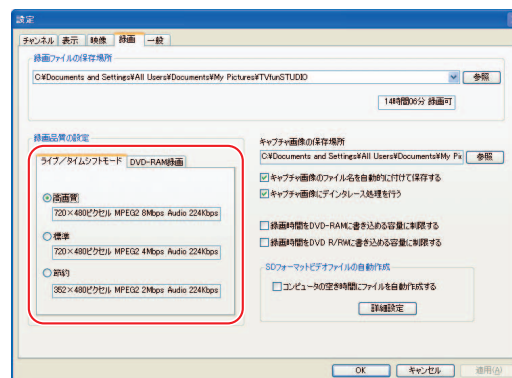 設定
チャンネル 表示 映像 録画 一般
録画ファイルの保存場所
C:¥Documents and Settings¥All Users¥Documents¥My Pictures¥TVfunSTUDIO 参照
14時間06分 録画可
録画品質の設定
ライブ/タイムシフトモード DVD-RAM録画
高画質
720×480ピクセル MPEG2 8Mbps Audio 224Kbps
標準
720×480ピクセル MPEG2 4Mbps Audio 224Kbps
節約
352×480ピクセル MPEG2 2Mbps Audio 224Kbps
キャプチャ画像の保存場所
C:¥Documents and Settings¥All Users¥Documents¥My Pic 参照
キャプチャ画像のファイル名を自動的に付けて保存する
キャプチャ画像にデインタレース処理を行う
録画時間をDVD-RAMに書き込める容量に制限する
録画時間をDVD R/RWに書き込める容量に制限する
SDフォーマットビデオファイルの自動作成
コンピュータの空き時間にファイルを自動作成する
詳細設定
OK キャンセル 適用(A)